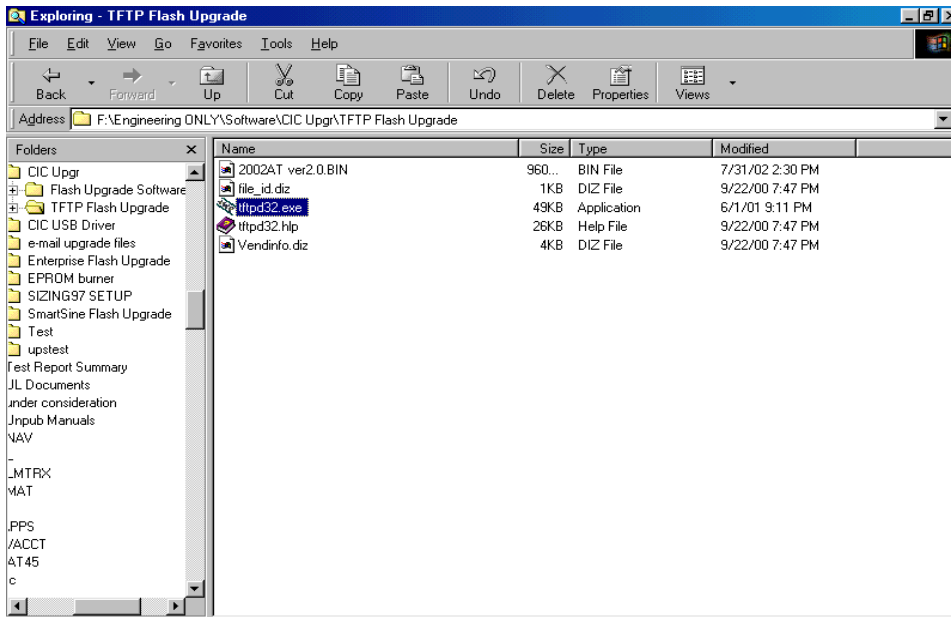 Exploring - TFTP Flash Upgrade
File Edit View Go Favorites Tools Help
Back Forward Up Cut Copy Paste Undo Delete Properties Views
Address F:\Engineering ONLY\Software\CIC Upgr\TFTP Flash Upgrade
Folders
CIC Upgr
Flash Upgrade Software
TFTP Flash Upgrade
CIC USB Driver
e-mail upgrade files
Enterprise Flash Upgrade
EPROM burner
SIZING97 SETUP
SmartSine Flash Upgrade
Test
upstest
Test Report Summary
UL Documents
under consideration
Unpub Manuals
NAV
_
_MTRX
MAT
.PPS
/ACCT
AT45
c
Name Size Type Modified
2002AT ver2.0.BIN 960... BIN File 7/31/02 2:30 PM
file_id.diz 1KB DIZ File 9/22/00 7:47 PM
tftpd32.exe 49KB Application 6/1/01 9:11 PM
tftpd32.hlp 26KB Help File 9/22/00 7:47 PM
Vendinfo.diz 4KB DIZ File 9/22/00 7:47 PM